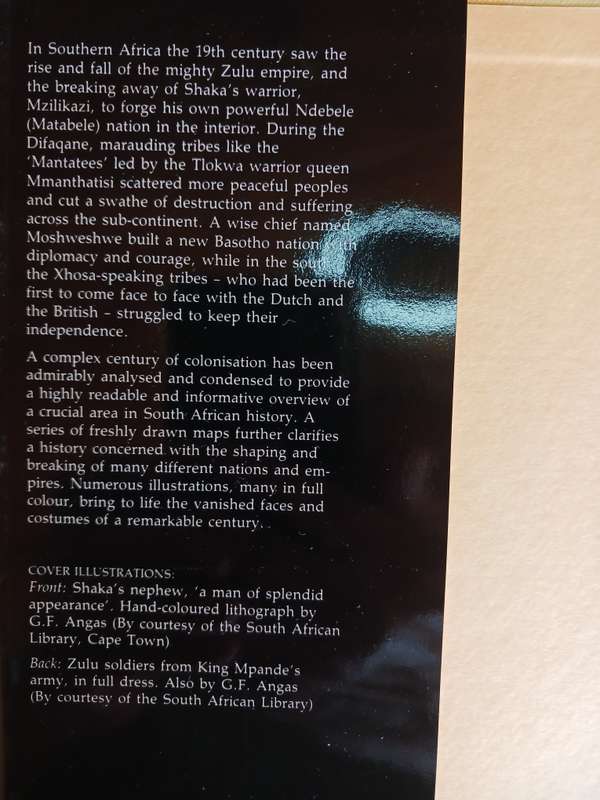 In Southern Africa the 19th century saw the
rise and fall of the mighty Zulu empire, and
the breaking away of Shaka's warrior,
Mzilikazi, to forge his own powerful Ndebele
(Matabele) nation in the interior. During the
Difaqane, marauding tribes like the
'Mantatees' led by the Tlokwa warrior queen
Mmanthatisi scattered more peaceful peoples
and cut a swathe of destruction and suffering
across the sub-continent. A wise chief named
Moshweshwe built a new Basotho nation with
diplomacy and courage, while in the south
the Xhosa-speaking tribes – who had been the
first to come face to face with the Dutch and
the British – struggled to keep their
independence.
A complex century of colonisation has been
admirably analysed and condensed to provide
a highly readable and informative overview of
a crucial area in South African history. A
series of freshly drawn maps further clarifies
a history concerned with the shaping and
breaking of many different nations and em-
pires. Numerous illustrations, many in full
colour, bring to life the vanished faces and
costumes of a remarkable century.
COVER ILLUSTRATIONS:
Front: Shaka's nephew, 'a man of splendid
appearance'. Hand-coloured lithograph by
G.F. Angas (By courtesy of the South African
Library, Cape Town)
Back: Zulu soldiers from King Mpande's
army, in full dress. Also by G.F. Angas
(By courtesy of the South African Library)